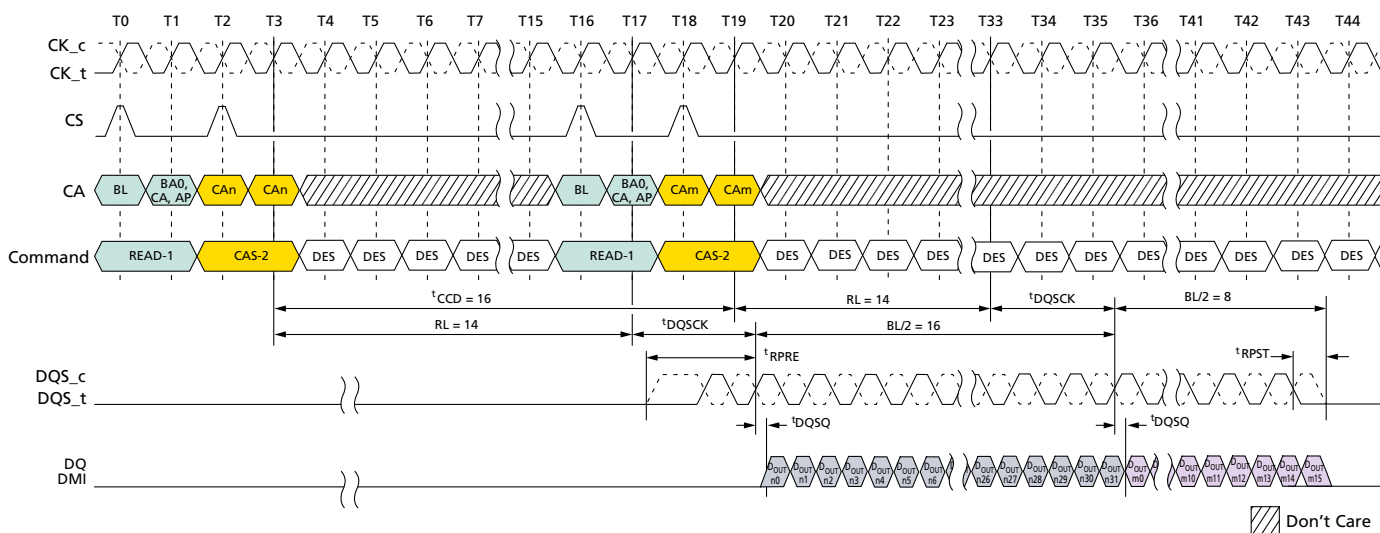 T0 T1 T2 T3 T4 T5 T6 T7 T15 T16 T17 T18 T19 T20 T21 T22 T23 T33 T34 T35 T36 T41 T42 T43 T44
CK_c
CK_t
CS
CA BL BA0, CA, AP CAn CAn BL BA0, CA, AP CAm CAm
Command READ-1 CAS-2 DES DES DES DES DES READ-1 CAS-2 DES DES DES DES DES DES DES DES DES DES DES DES
tCCD = 16 RL = 14 tDQSCK BL/2 = 8
RL = 14 tDQSCK BL/2 = 16
tRPRE tRPST
DQS_c
DQS_t
tDQSQ tDQSQ
DQ
DMI
DOUT n0 DOUT n1 DOUT n2 DOUT n3 DOUT n4 DOUT n5 DOUT n6 DOUT n26 DOUT n27 DOUT n28 DOUT n29 DOUT n30 DOUT n31 DOUT m0 DOUT m10 DOUT m11 DOUT m12 DOUT m13 DOUT m14 DOUT m15
Don't Care